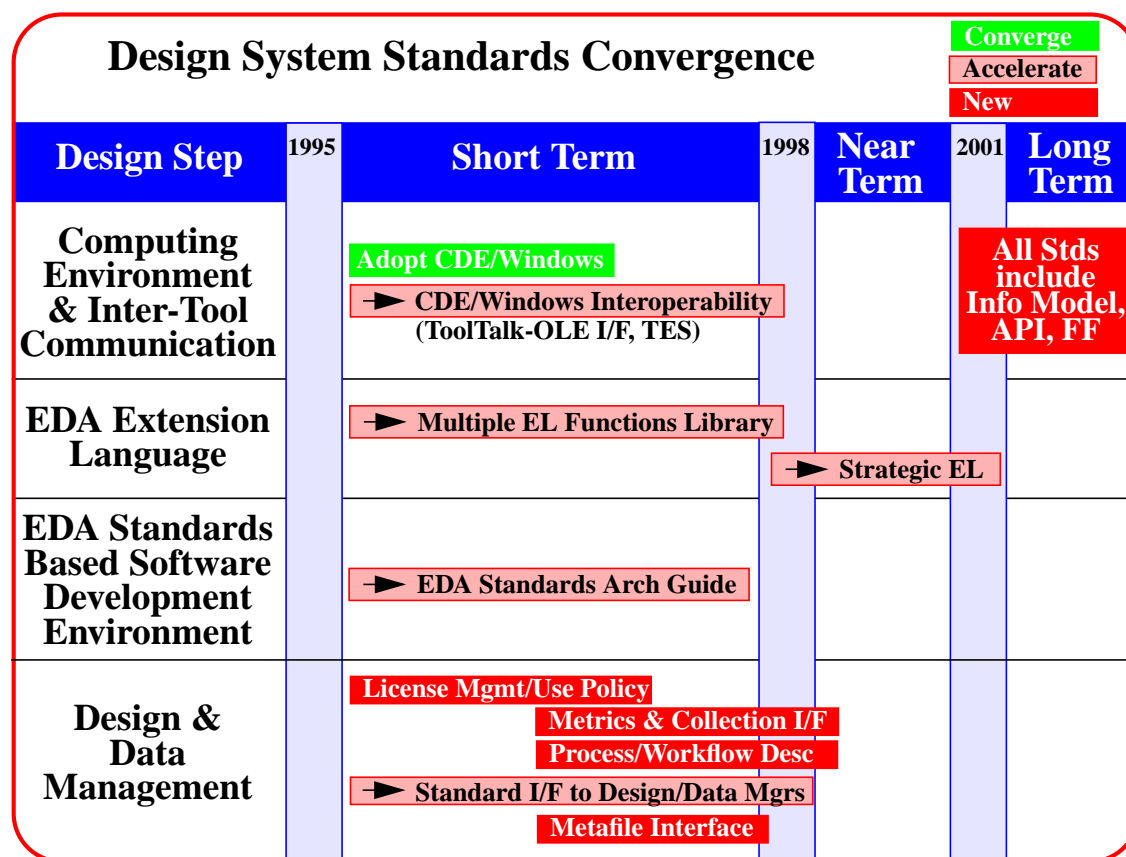 Design System Standards Convergence
Converge
Accelerate
New
Design Step
1995
Short Term
1998
Near
Term
2001
Long
Term
Computing
Environment
& Inter-Tool
Communication
Adopt CDE/Windows
CDE/Windows Interoperability
(ToolTalk-OLE I/F, TES)
All Stds
include
Info Model,
API, FF
EDA Extension
Language
Multiple EL Functions Library
Strategic EL
EDA Standards
Based Software
Development
Environment
EDA Standards Arch Guide
Design &
Data
Management
License Mgmt/Use Policy
Metrics & Collection I/F
Process/Workflow Desc
Standard I/F to Design/Data Mgrs
Metafile Interface